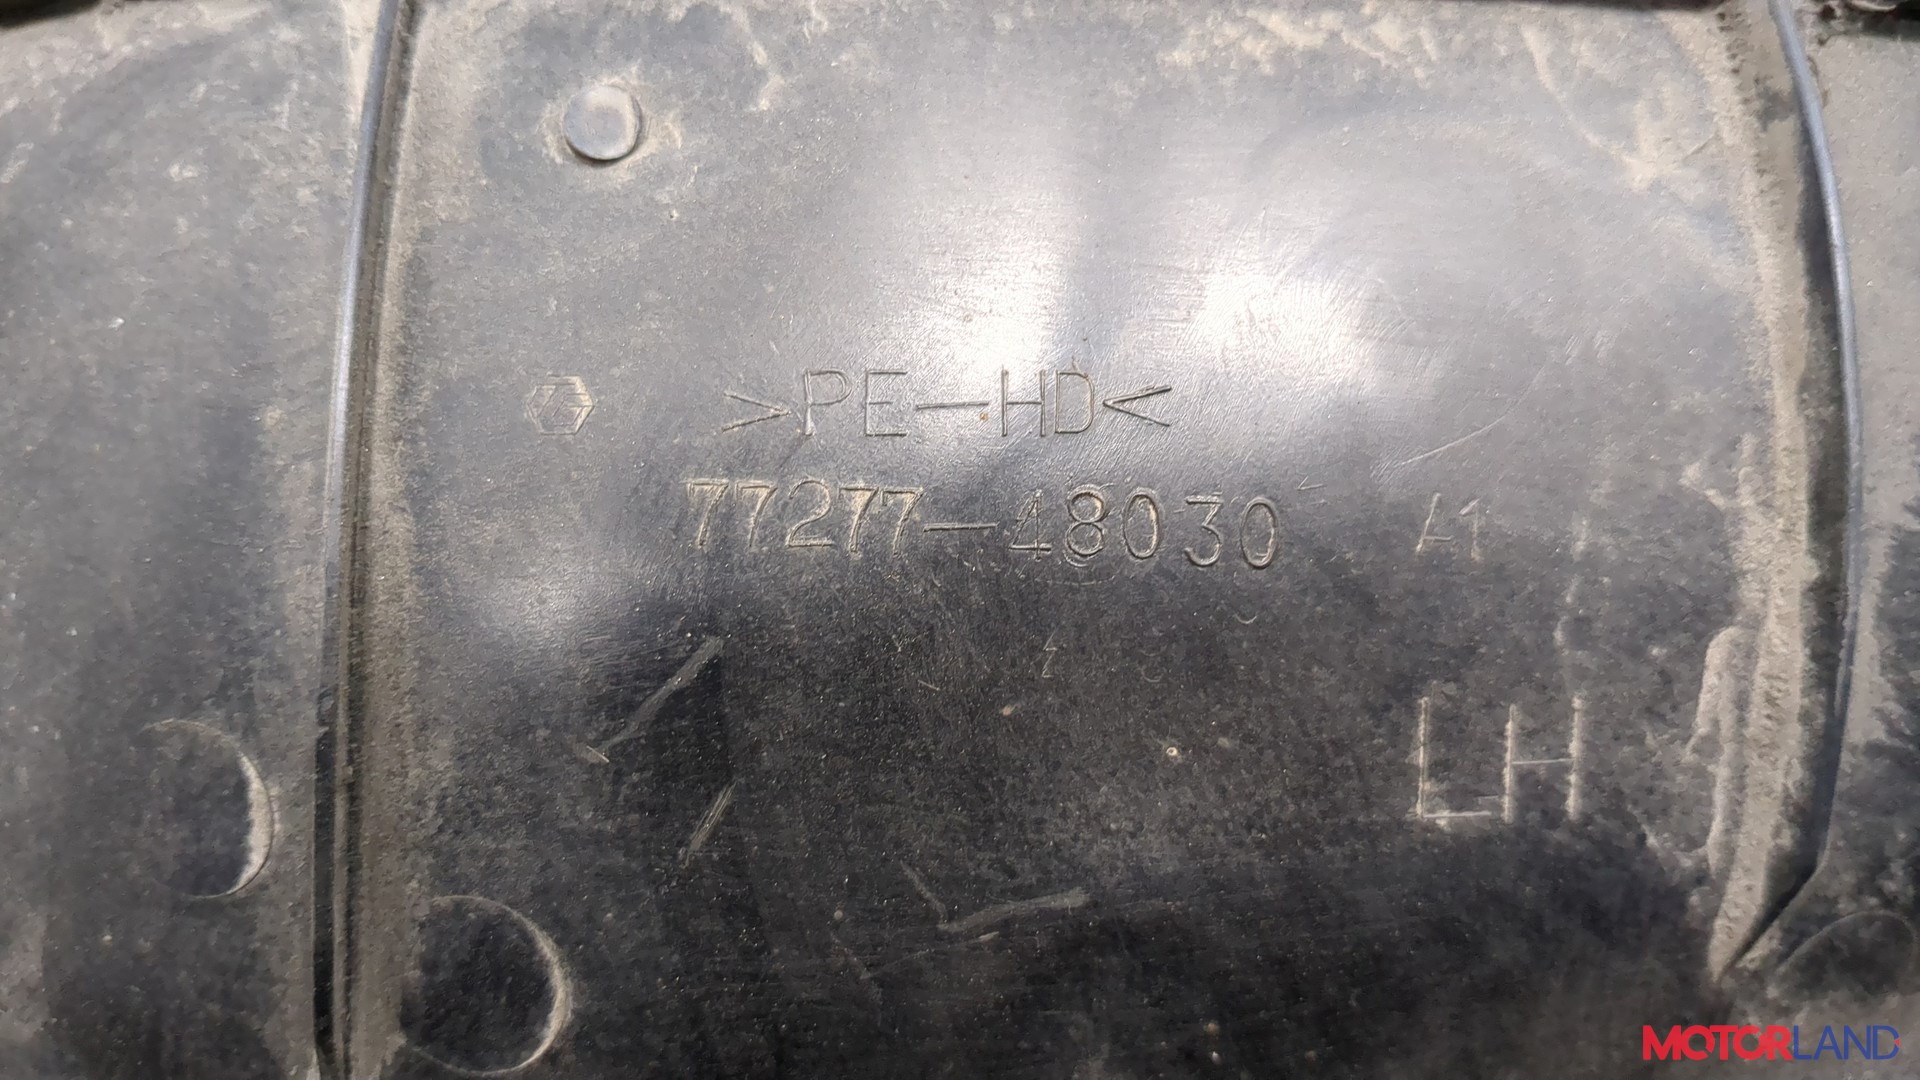 >PE-HD<
77277-48030 A1
LH
MOTORLAND